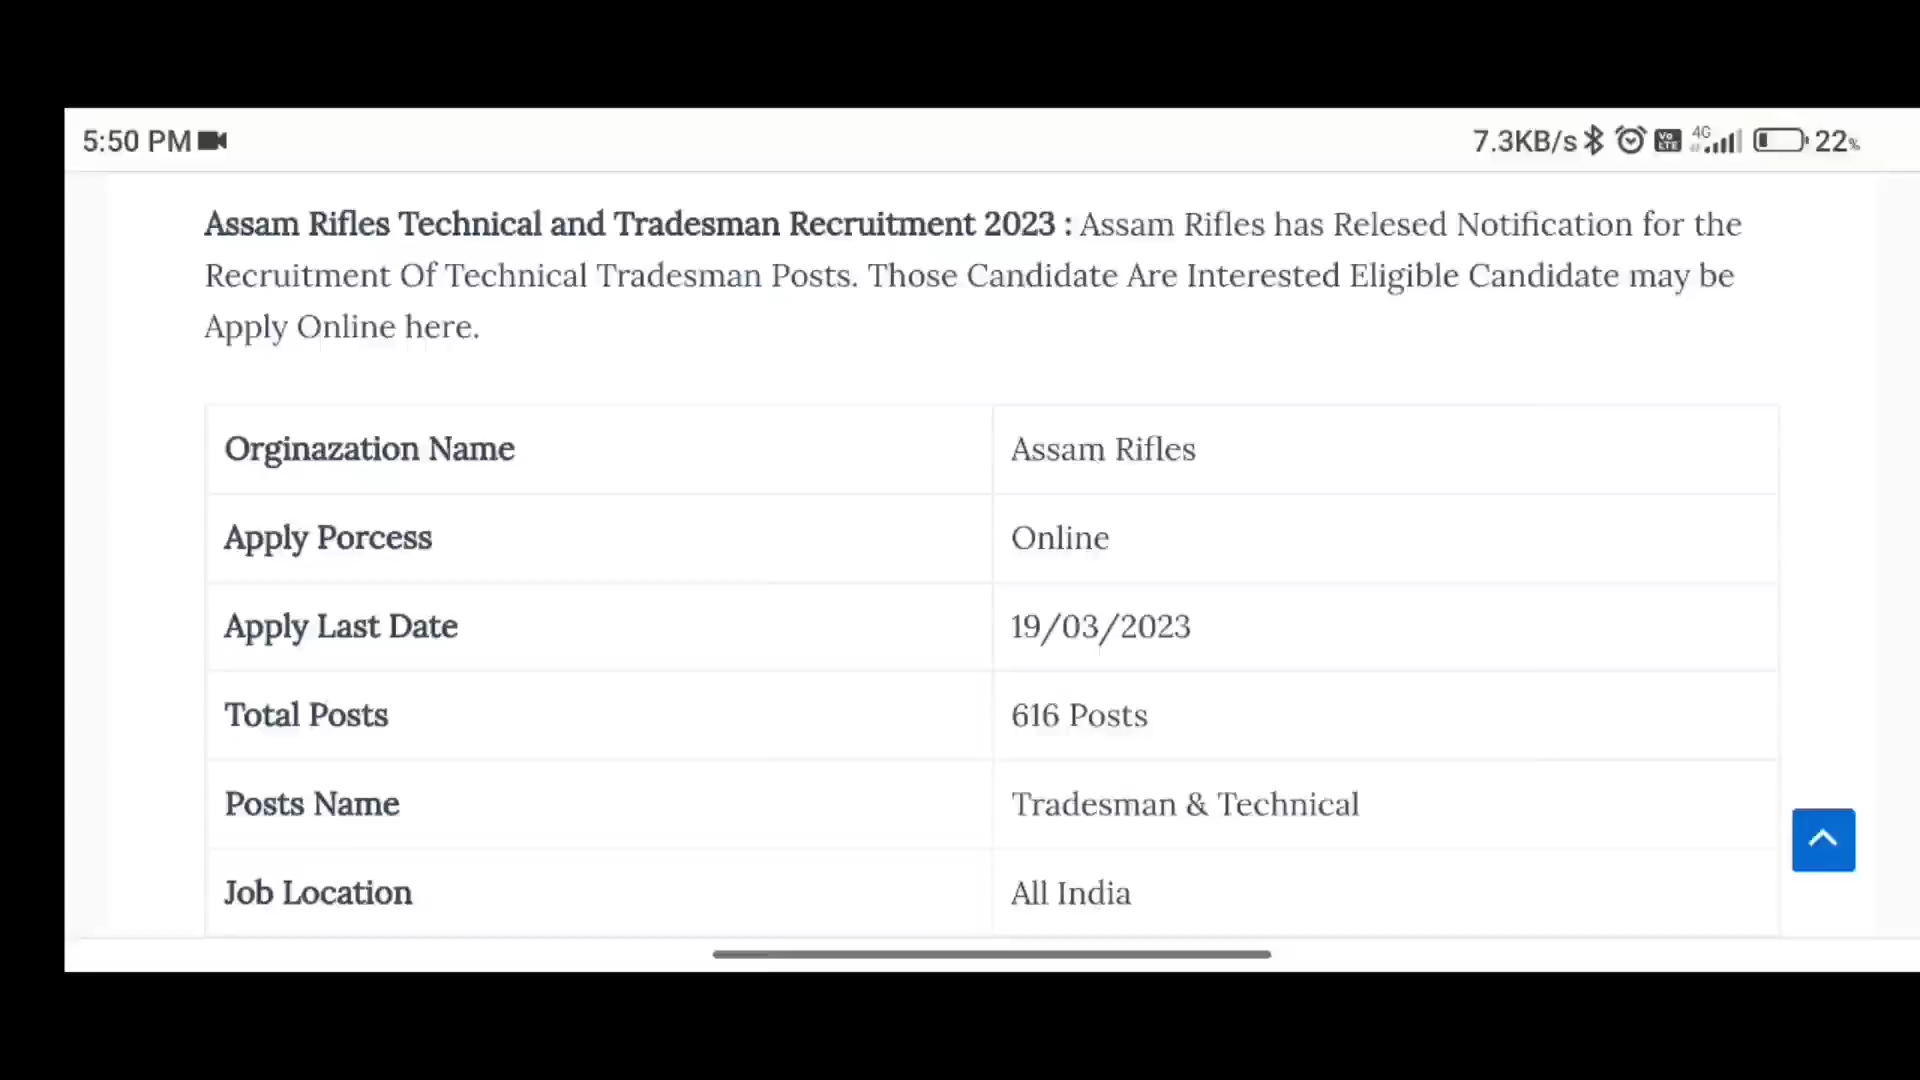 5:50 PM
7.3KB/s 4G 22%
Assam Rifles Technical and Tradesman Recruitment 2023 : Assam Rifles has Relesed Notification for the
Recruitment Of Technical Tradesman Posts. Those Candidate Are Interested Eligible Candidate may be
Apply Online here.
Orginazation Name
Assam Rifles
Apply Porcess
Online
Apply Last Date
19/03/2023
Total Posts
616 Posts
Posts Name
Tradesman & Technical
Job Location
All India